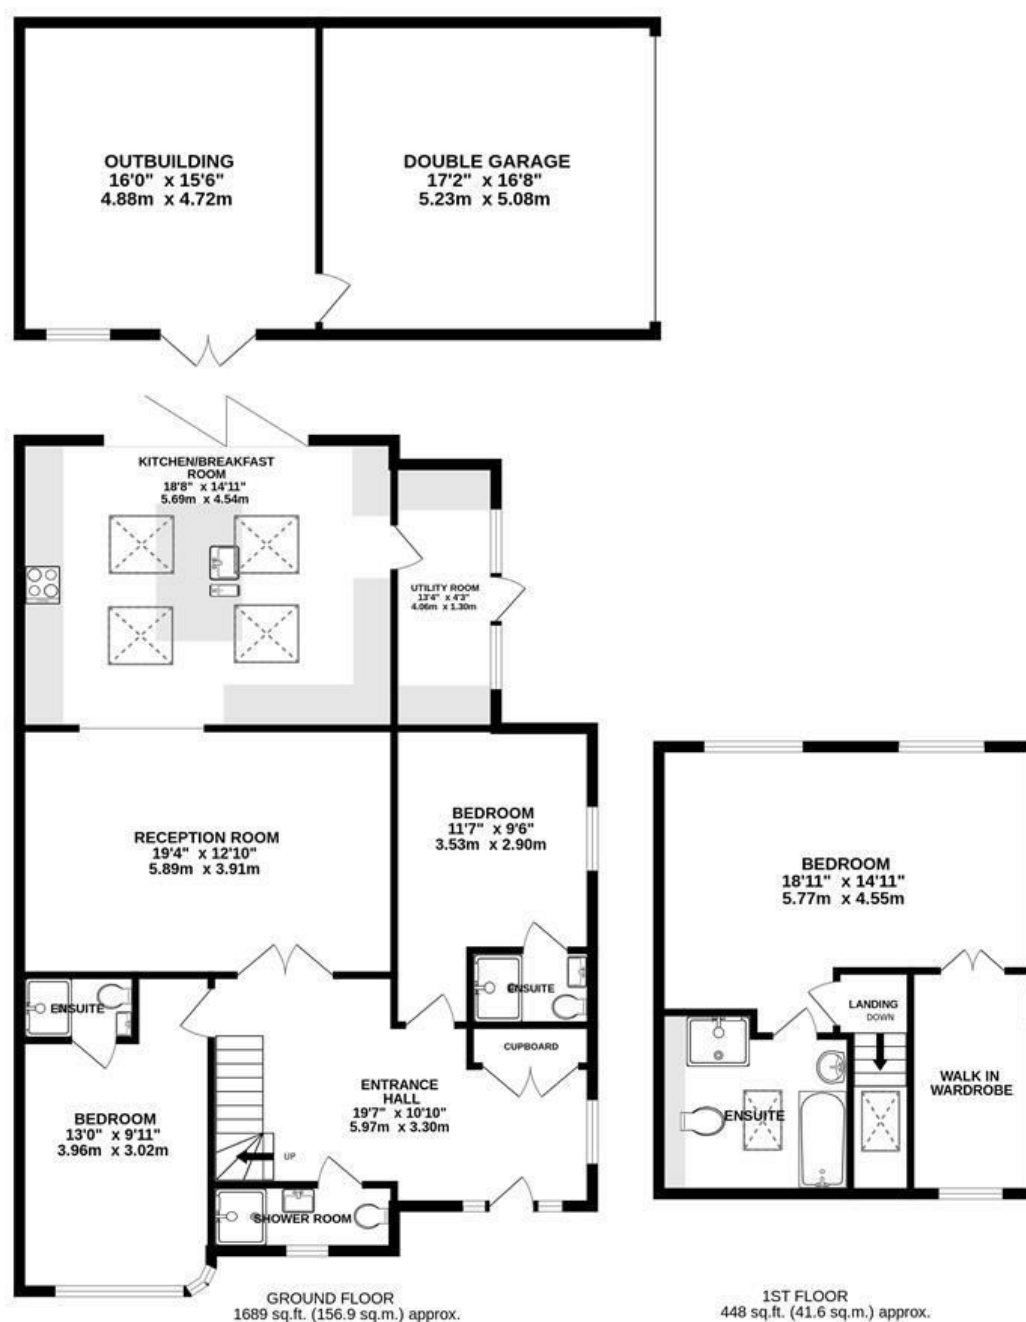 OUTBUILDING
16'0" x 15'6"
4.88m x 4.72m
DOUBLE GARAGE
17'2" x 16'8"
5.23m x 5.08m
KITCHEN/BREAKFAST
ROOM
18'8" x 14'11"
5.69m x 4.54m
UTILITY ROOM
13'4" x 4'3"
4.06m x 1.30m
RECEPTION ROOM
19'4" x 12'10"
5.89m x 3.91m
BEDROOM
11'7" x 9'6"
3.53m x 2.90m
ENSUITE
ENSUITE
CUPBOARD
ENTRANCE
HALL
19'7" x 10'10"
5.97m x 3.30m
BEDROOM
13'0" x 9'11"
3.96m x 3.02m
UP
SHOWER ROOM
GROUND FLOOR
1689 sq.ft. (156.9 sq.m.) approx.
BEDROOM
18'11" x 14'11"
5.77m x 4.55m
LANDING
DOWN
WALK IN
WARDROBE
ENSUITE
1ST FLOOR
448 sq.ft. (41.6 sq.m.) approx.